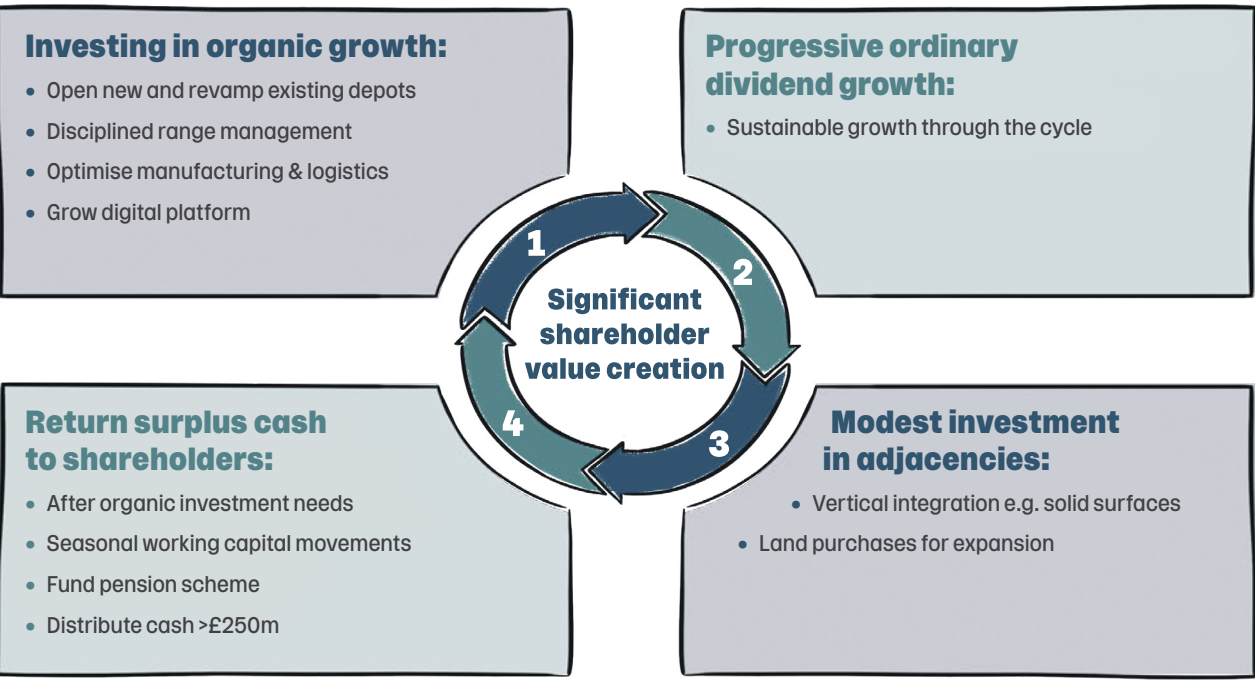 Investing in organic growth:
• Open new and revamp existing depots
• Disciplined range management
• Optimise manufacturing & logistics
• Grow digital platform
Progressive ordinary
dividend growth:
• Sustainable growth through the cycle
1
2
Significant
shareholder
value creation
4
3
Return surplus cash
to shareholders:
• After organic investment needs
• Seasonal working capital movements
• Fund pension scheme
• Distribute cash >£250m
Modest investment
in adjacencies:
• Vertical integration e.g. solid surfaces
• Land purchases for expansion